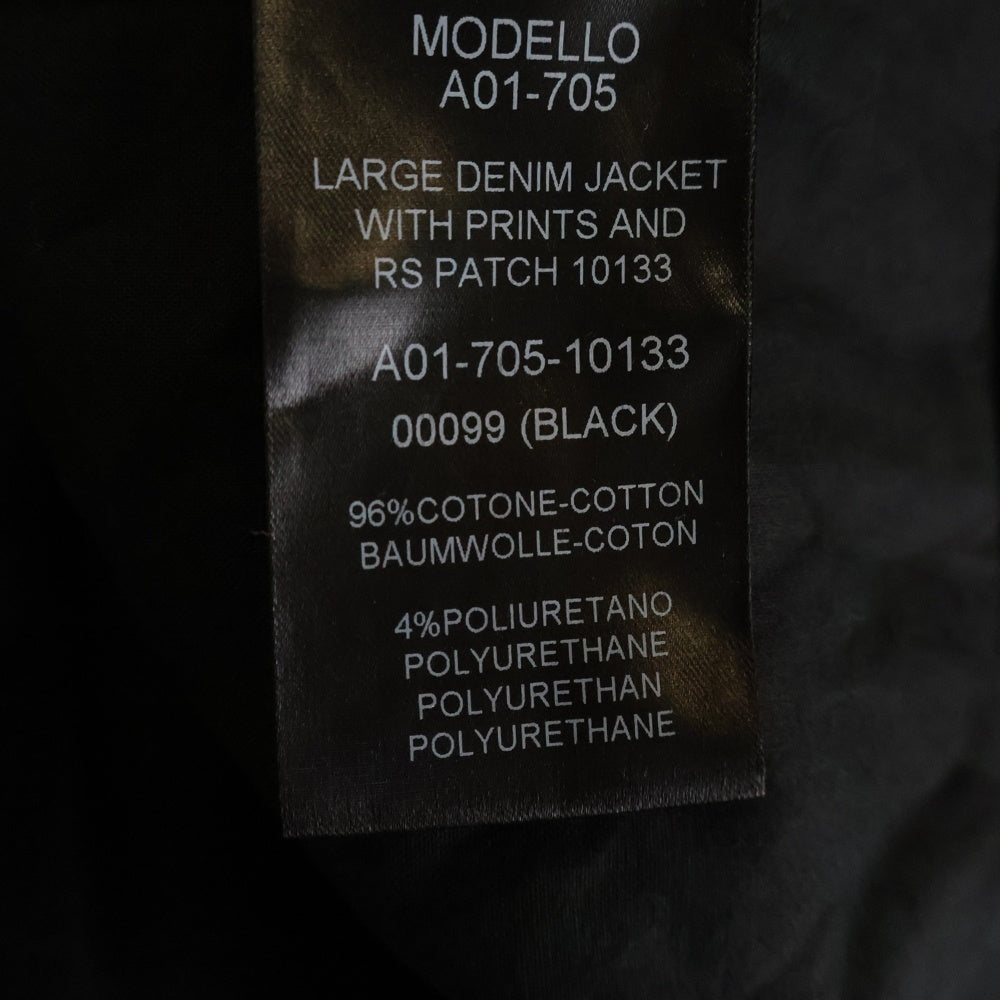 MODELLO
A01-705
LARGE DENIM JACKET
WITH PRINTS AND
RS PATCH 10133
A01-705-10133
00099 (BLACK)
96%COTONE-COTTON
BAUMWOLLE-COTON
4%POLIURETANO
POLYURETHANE
POLYURETHAN
POLYURETHANE